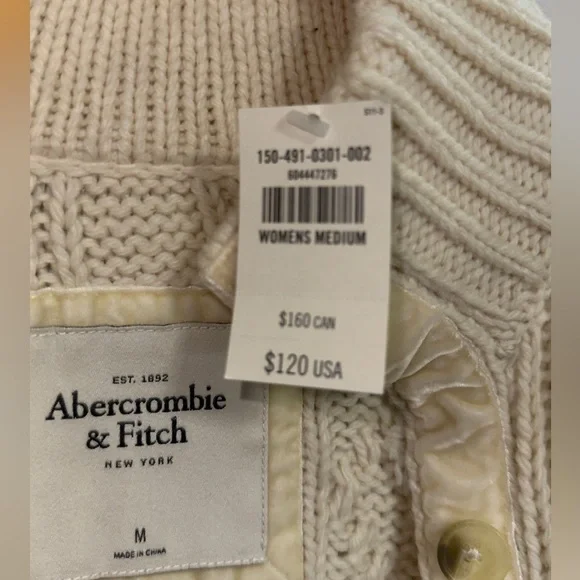 150-491-0301-002
604447276
WOMENS MEDIUM
$160 CAN
$120 USA
EST. 1892
Abercrombie
& Fitch
NEW YORK
M
MADE IN CHINA